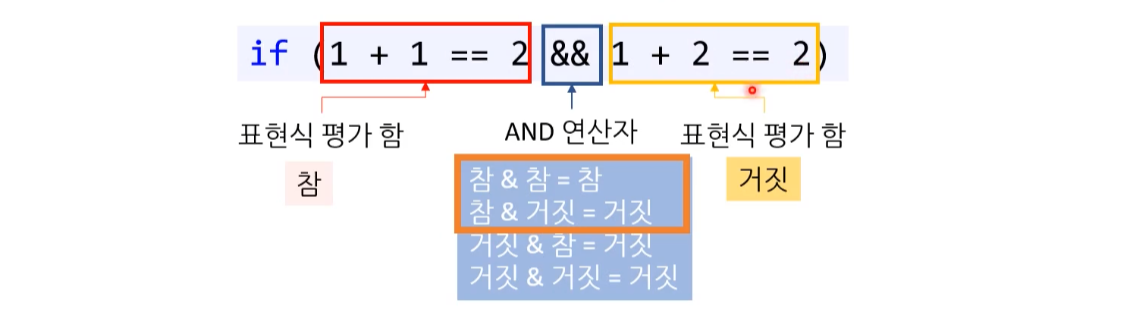 if (1 + 1 == 2 && 1 + 2 == 2)
표현식 평가 함
AND 연산자
표현식 평가 함
참
거짓
참 & 참 = 참
참 & 거짓 = 거짓
거짓 & 참 = 거짓
거짓 & 거짓 = 거짓